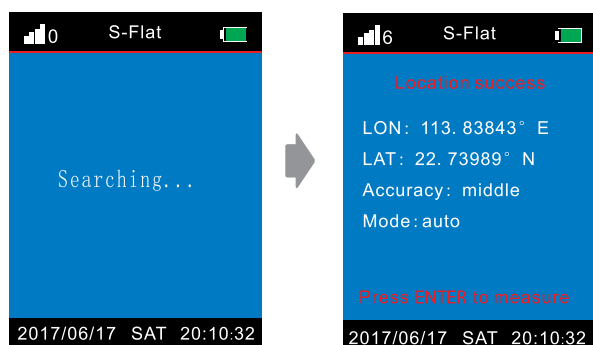 0 S-Flat
Searching...
2017/06/17 SAT 20:10:32
6 S-Flat
Location success
LON: 113.83843° E
LAT: 22.73989° N
Accuracy: middle
Mode:auto
Press ENTER to measure
2017/06/17 SAT 20:10:32